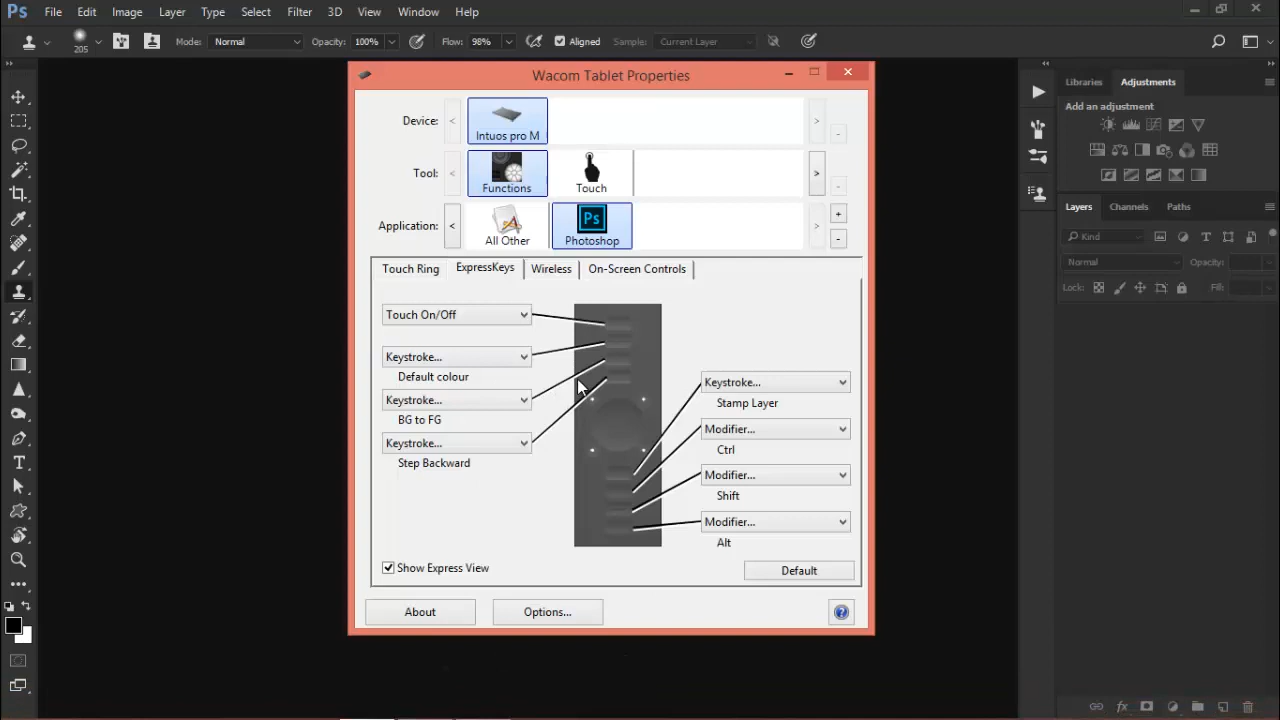 Ps File Edit Image Layer Type Select Filter 3D View Window Help
205 Mode: Normal Opacity: 100% Flow: 98% Aligned Sample: Current Layer
Wacom Tablet Properties
Device: < Intuos pro M > -
Tool: < Functions Touch > -
Application: < All Other Ps Photoshop > + -
Touch Ring ExpressKeys Wireless On-Screen Controls
Touch On/Off
Keystroke...
Default colour
Keystroke...
BG to FG
Keystroke...
Step Backward
Keystroke...
Stamp Layer
Modifier...
Ctrl
Modifier...
Shift
Modifier...
Alt
Show Express View
Default
About Options... ?
Libraries Adjustments
Add an adjustment
Layers Channels Paths
Kind
Normal Opacity:
Lock: Fill:
fx